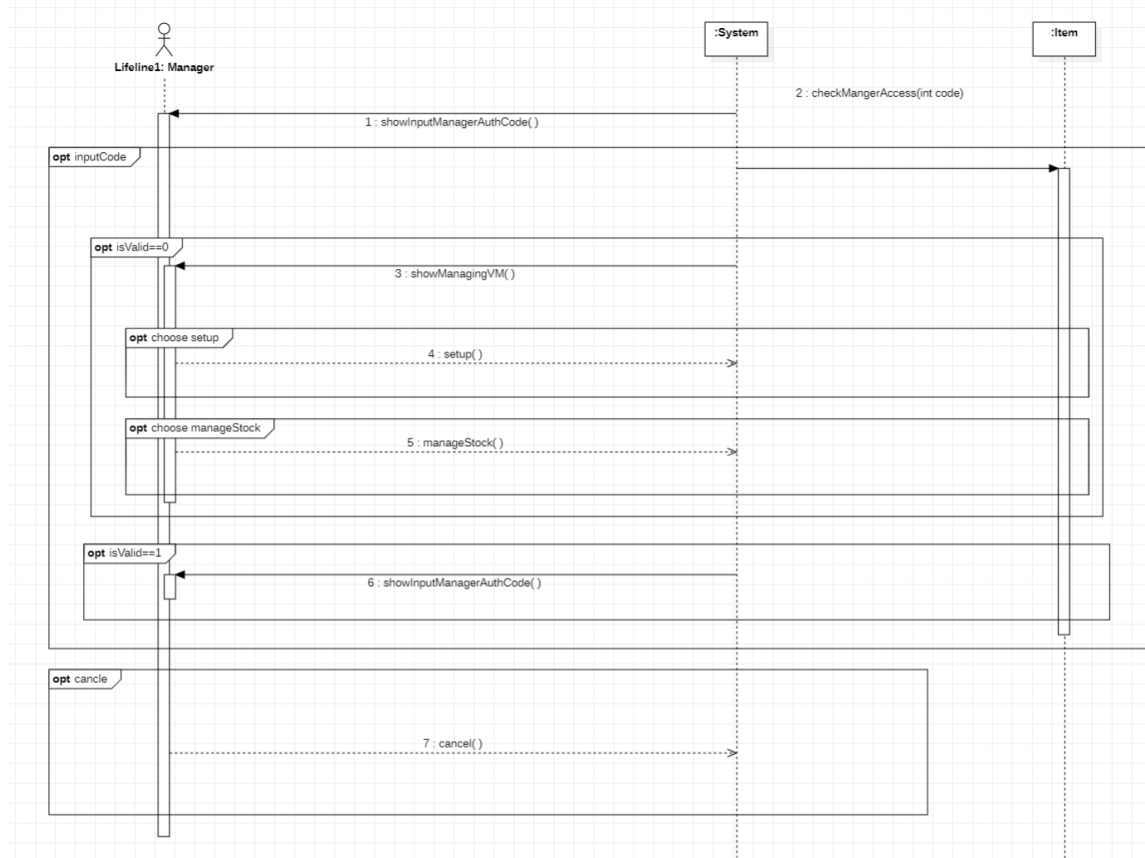 :System
:Item
Lifeline1: Manager
2 : checkMangerAccess(int code)
1 : showInputManagerAuthCode( )
opt inputCode
opt isValid==0
3 : showManagingVM( )
opt choose setup
4 : setup( )
opt choose manageStock
5 : manageStock( )
opt isValid==1
6 : showInputManagerAuthCode( )
opt cancle
7 : cancel( )